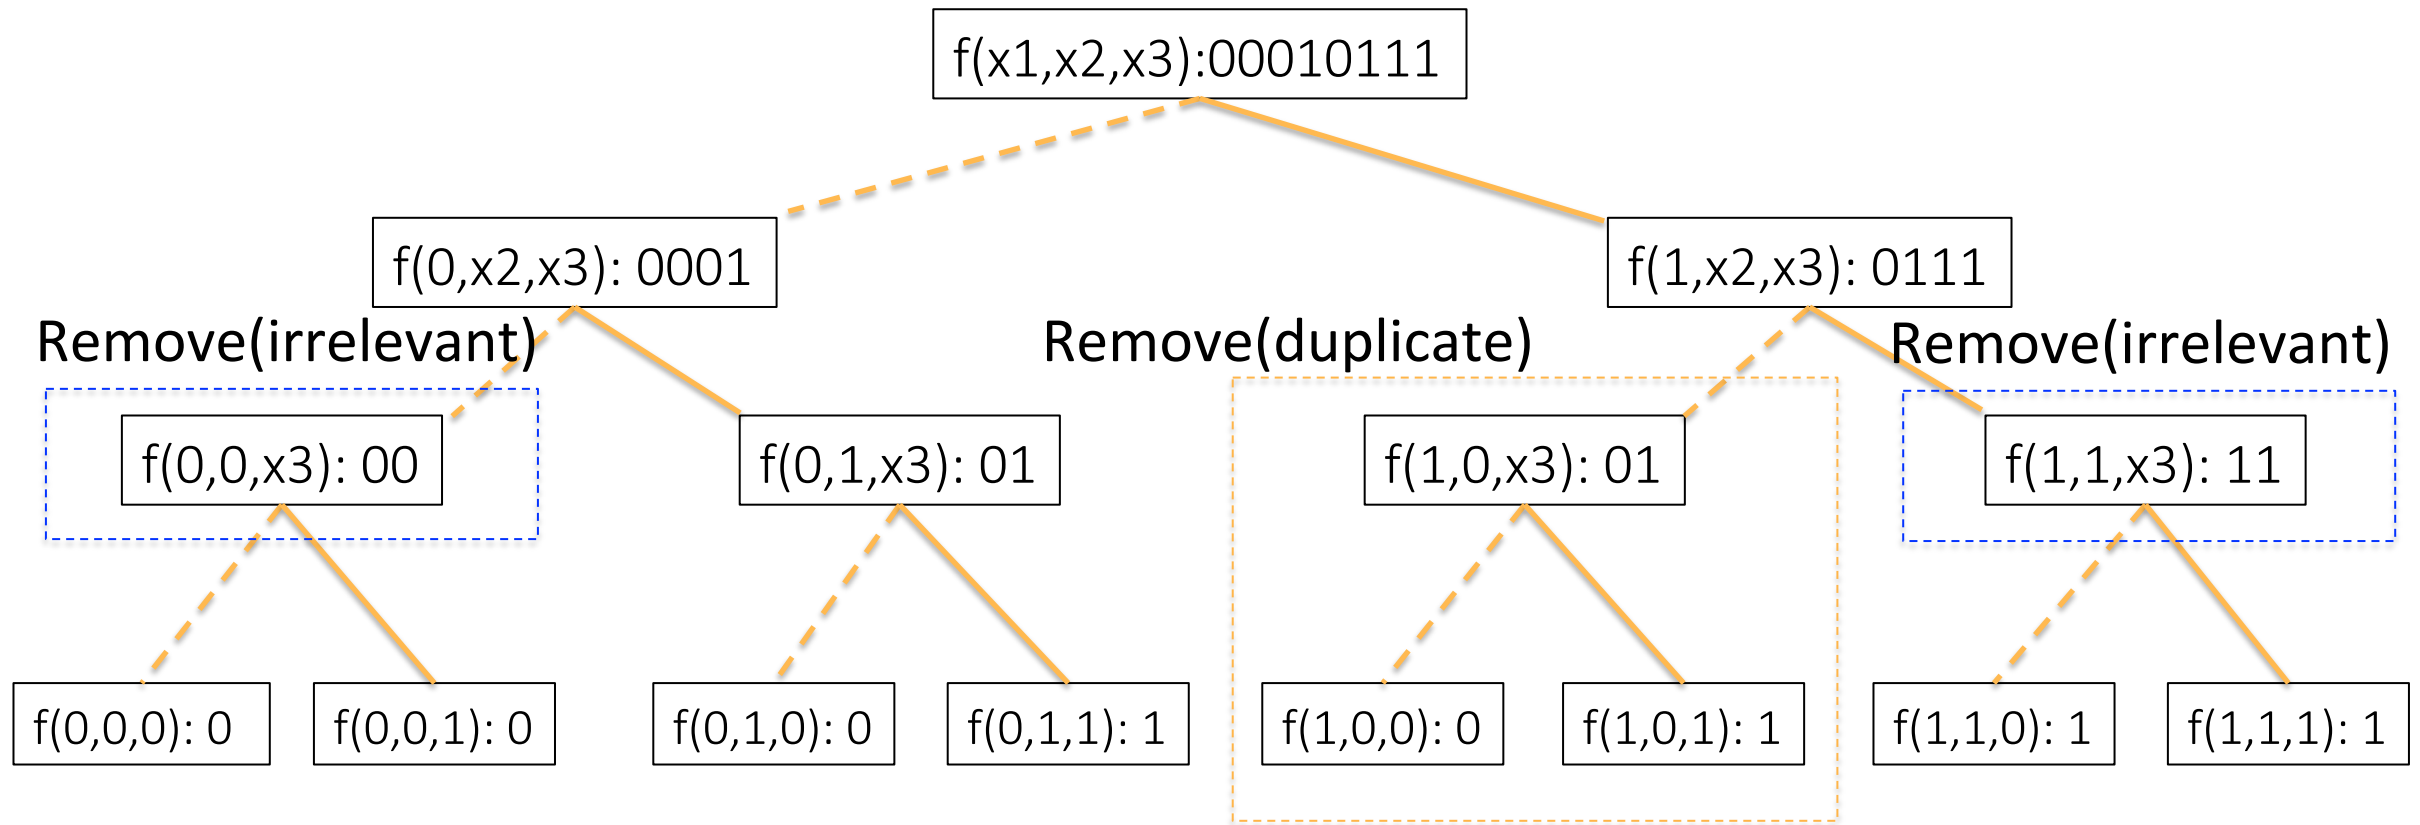 f(x1,x2,x3):00010111
f(0,x2,x3): 0001
f(1,x2,x3): 0111
Remove(irrelevant)
Remove(duplicate)
Remove(irrelevant)
f(0,0,x3): 00
f(0,1,x3): 01
f(1,0,x3): 01
f(1,1,x3): 11
f(0,0,0): 0
f(0,0,1): 0
f(0,1,0): 0
f(0,1,1): 1
f(1,0,0): 0
f(1,0,1): 1
f(1,1,0): 1
f(1,1,1): 1